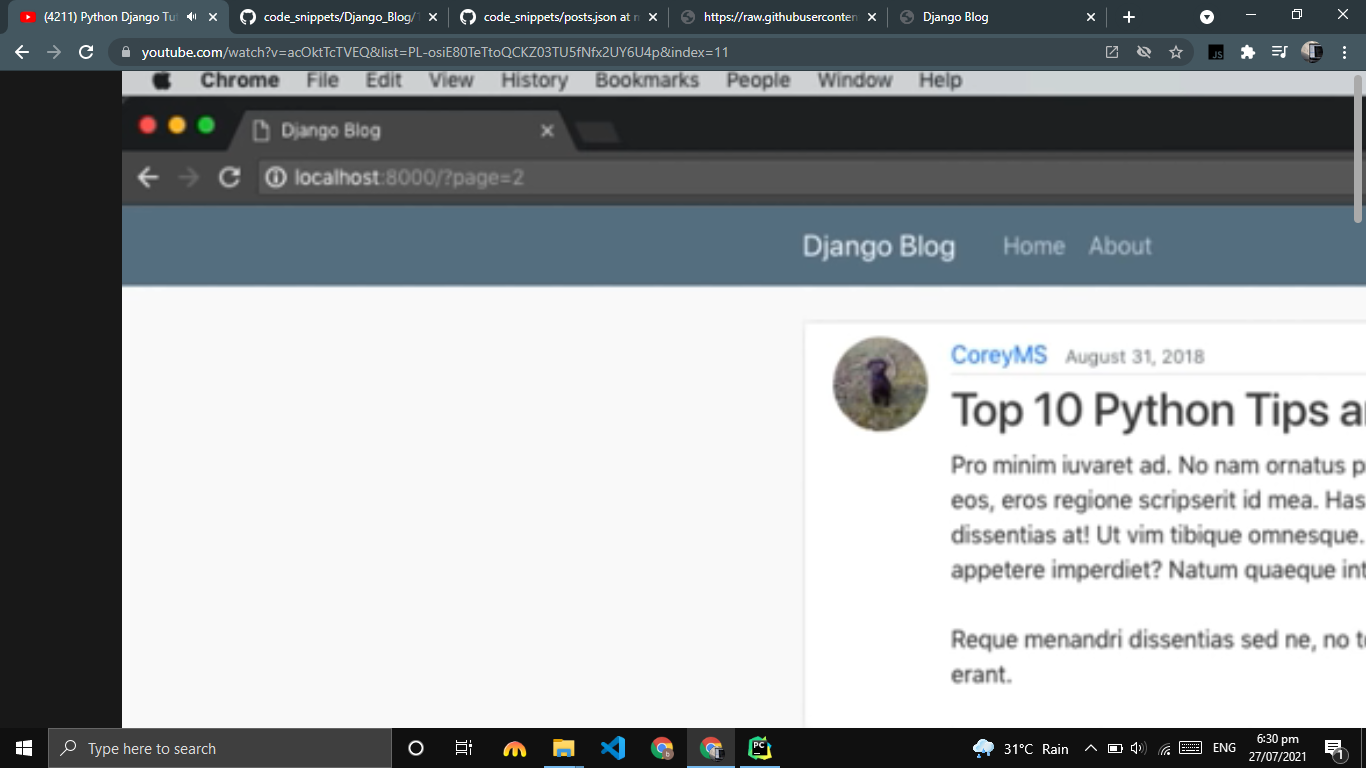 (4211) Python Django Tut
code_snippets/Django_Blog/1
code_snippets/posts.json at m
https://raw.githubusercontent
Django Blog
youtube.com/watch?v=acOktTcTVEQ&list=PL-osiE80TeTtoQCKZ03TU5fNfx2UY6U4p&index=11
JS
Chrome File Edit View History Bookmarks People Window Help
Django Blog
localhost:8000/?page=2
Django Blog Home About
CoreyMS August 31, 2018
Top 10 Python Tips a
Pro minim iuvaret ad. No nam ornatus p
eos, eros regione scripserit id mea. Has
dissentias at! Ut vim tibique omnesque.
appetere imperdiet? Natum quaeque int
Reque menandri dissentias sed ne, no t
erant.
Type here to search
PC
31°C Rain
ENG
6:30 pm
27/07/2021
1